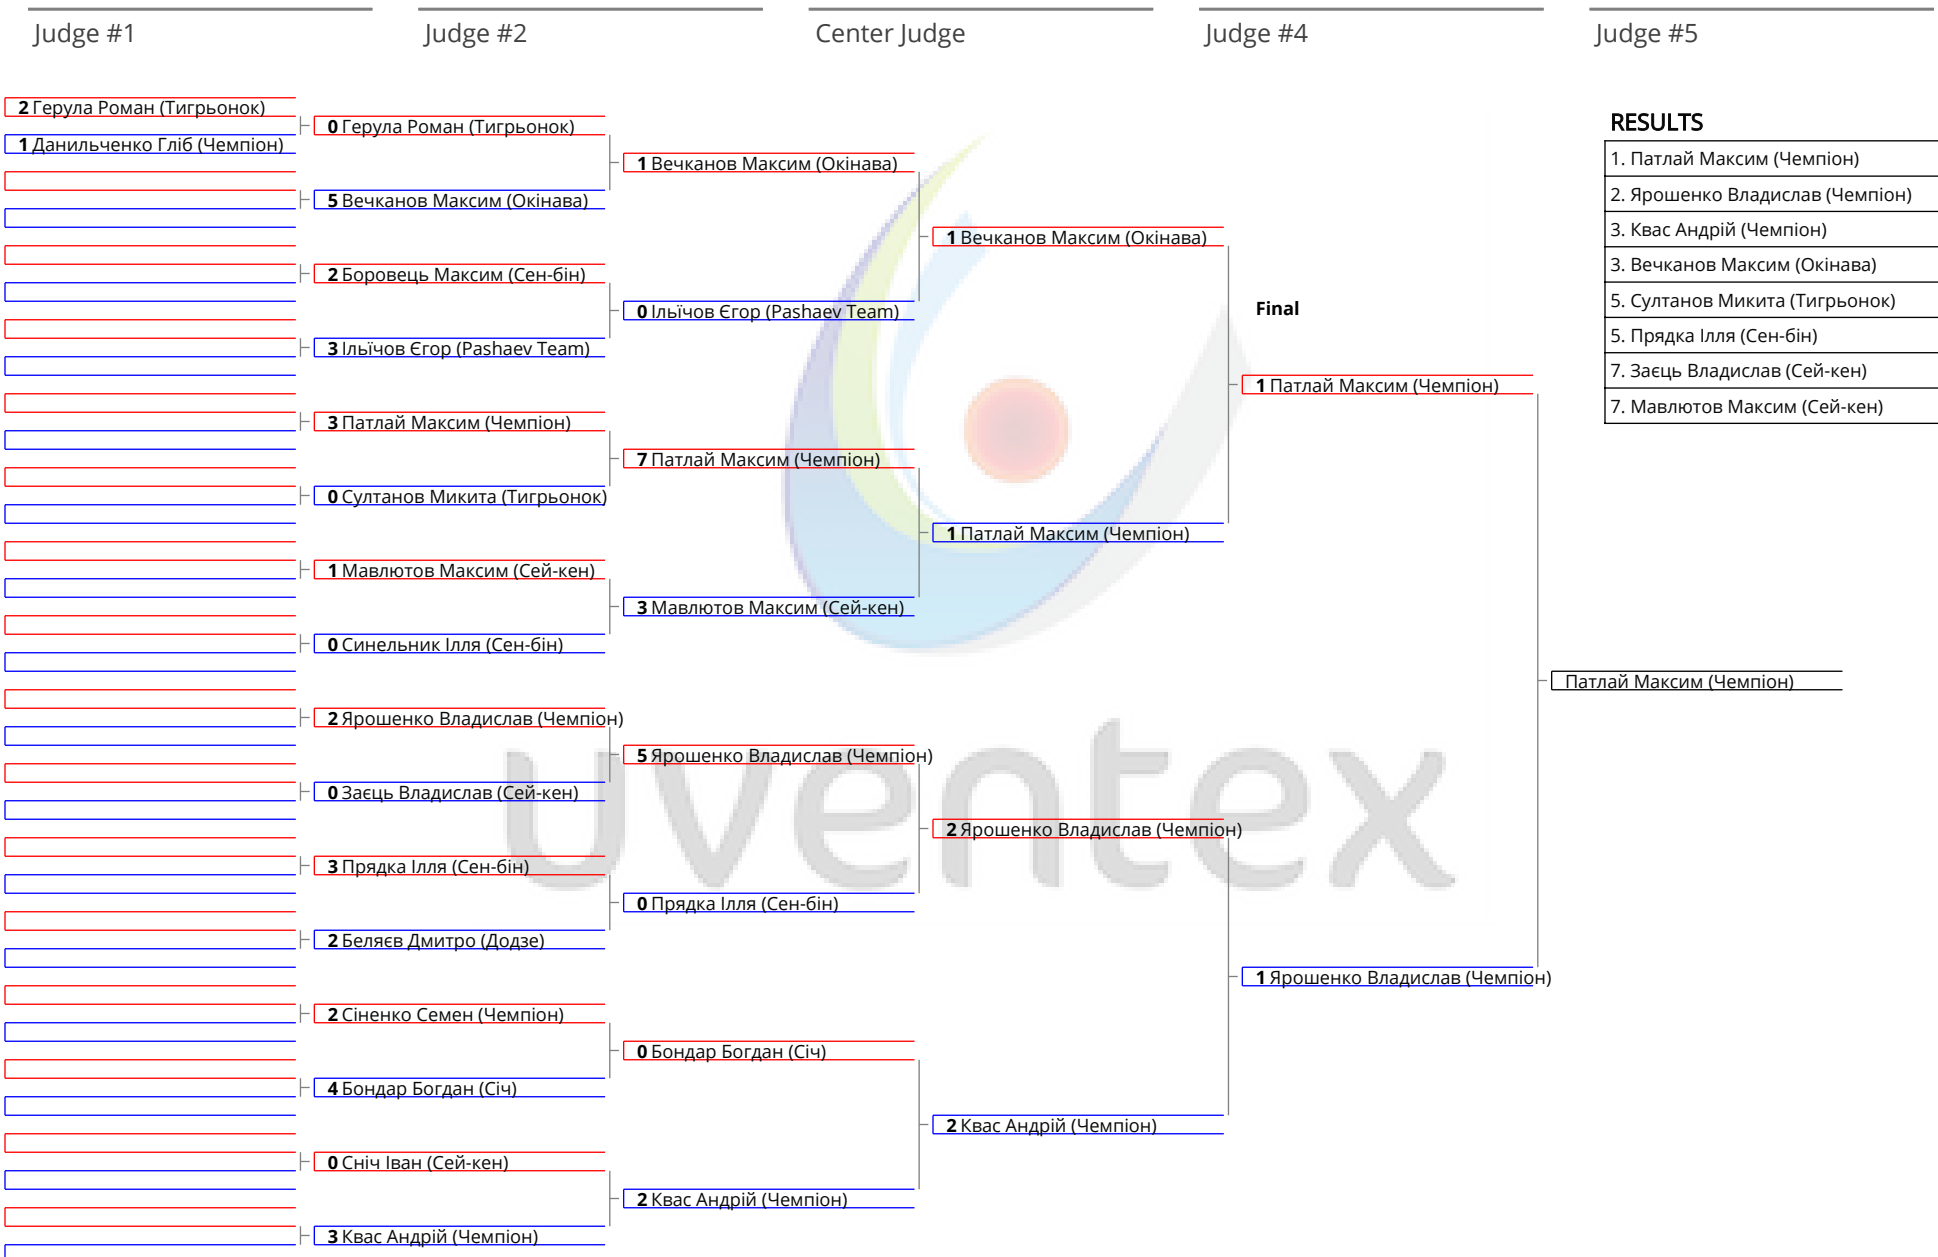 Judge #1
Judge #2
Center Judge
Judge #4
Judge #5
2 Герула Роман (Тигрьонок)
1 Данильченко Гліб (Чемпіон)
0 Герула Роман (Тигрьонок)
5 Вечканов Максим (Окінава)
2 Боровець Максим (Сен-бін)
3 Ільїчов Єгор (Pashaev Team)
3 Патлай Максим (Чемпіон)
0 Султанов Микита (Тигрьонок)
1 Мавлютов Максим (Сей-кен)
0 Синельник Ілля (Сен-бін)
2 Ярошенко Владислав (Чемпіон)
0 Заєць Владислав (Сей-кен)
3 Прядка Ілля (Сен-бін)
2 Беляєв Дмитро (Додзе)
2 Сіненко Семен (Чемпіон)
4 Бондар Богдан (Січ)
0 Сніч Іван (Сей-кен)
3 Квас Андрій (Чемпіон)
1 Вечканов Максим (Окінава)
0 Ільїчов Єгор (Pashaev Team)
7 Патлай Максим (Чемпіон)
3 Мавлютов Максим (Сей-кен)
5 Ярошенко Владислав (Чемпіон)
0 Прядка Ілля (Сен-бін)
0 Бондар Богдан (Січ)
2 Квас Андрій (Чемпіон)
1 Вечканов Максим (Окінава)
1 Патлай Максим (Чемпіон)
2 Ярошенко Владислав (Чемпіон)
2 Квас Андрій (Чемпіон)
Final
1 Патлай Максим (Чемпіон)
1 Ярошенко Владислав (Чемпіон)
Патлай Максим (Чемпіон)
RESULTS
1. Патлай Максим (Чемпіон)
2. Ярошенко Владислав (Чемпіон)
3. Квас Андрій (Чемпіон)
3. Вечканов Максим (Окінава)
5. Султанов Микита (Тигрьонок)
5. Прядка Ілля (Сен-бін)
7. Заєць Владислав (Сей-кен)
7. Мавлютов Максим (Сей-кен)
uventex